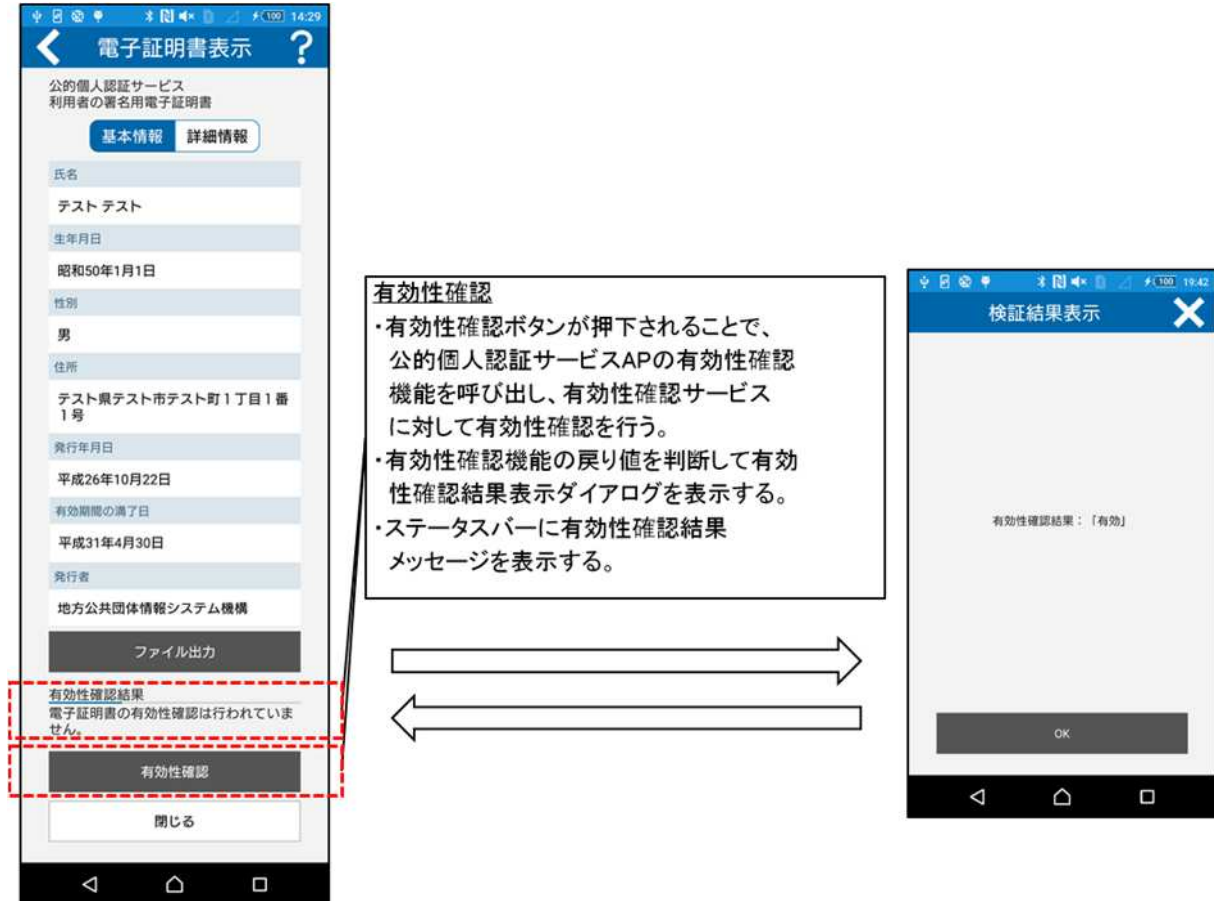 14:29
電子証明書表示
?
公的個人認証サービス
利用者の署名用電子証明書
基本情報 詳細情報
氏名
テスト テスト
生年月日
昭和50年1月1日
性別
男
住所
テスト県テスト市テスト町1丁目1番
1号
発行年月日
平成26年10月22日
有効期間の満了日
平成31年4月30日
発行者
地方公共団体情報システム機構
ファイル出力
有効性確認結果
電子証明書の有効性確認は行われていま
せん。
有効性確認
閉じる
有効性確認
・有効性確認ボタンが押下されることで、
公的個人認証サービスAPの有効性確認
機能を呼び出し、有効性確認サービス
に対して有効性確認を行う。
・有効性確認機能の戻り値を判断して有効
性確認結果表示ダイアログを表示する。
・ステータスバーに有効性確認結果
メッセージを表示する。
100 19:42
検証結果表示
有効性確認結果：「有効」
OK